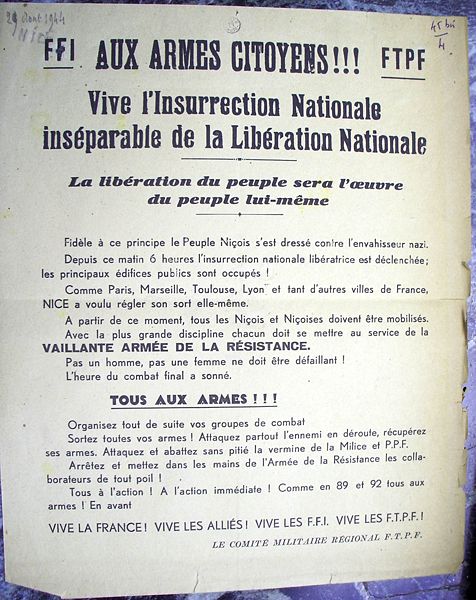 29 Août 1944
NICE
45 bis
4
FFI AUX ARMES CITOYENS!!! FTPF
Vive l'Insurrection Nationale
inséparable de la Libération Nationale
La libération du peuple sera l'œuvre
du peuple lui-même
Fidèle à ce principe le Peuple Niçois s'est dressé contre l'envahisseur nazi.
Depuis ce matin 6 heures l'insurrection nationale libératrice est déclenchée;
les principaux édifices publics sont occupés !
Comme Paris, Marseille, Toulouse, Lyon et tant d'autres villes de France,
NICE a voulu régler son sort elle-même.
A partir de ce moment, tous les Niçois et Niçoises doivent être mobilisés.
Avec la plus grande discipline chacun doit se mettre au service de la
VAILLANTE ARMÉE DE LA RÉSISTANCE.
Pas un homme, pas une femme ne doit être défaillant !
L'heure du combat final a sonné.
TOUS AUX ARMES ! ! !
Organisez tout de suite vos groupes de combat
Sortez toutes vos armes ! Attaquez partout l'ennemi en déroute, récupérez
ses armes. Attaquez et abattez sans pitié la vermine de la Milice et P.P.F.
Arrêtez et mettez dans les mains de l'Armée de la Résistance les colla-
borateurs de tout poil !
Tous à l'action ! A l'action immédiate ! Comme en 89 et 92 tous aux
armes ! En avant
VIVE LA FRANCE ! VIVE LES ALLIÉS ! VIVE LES F.F.I. VIVE LES F.T.P.F. !
LE COMITÉ MILITAIRE RÉGIONAL F.T.P.F.